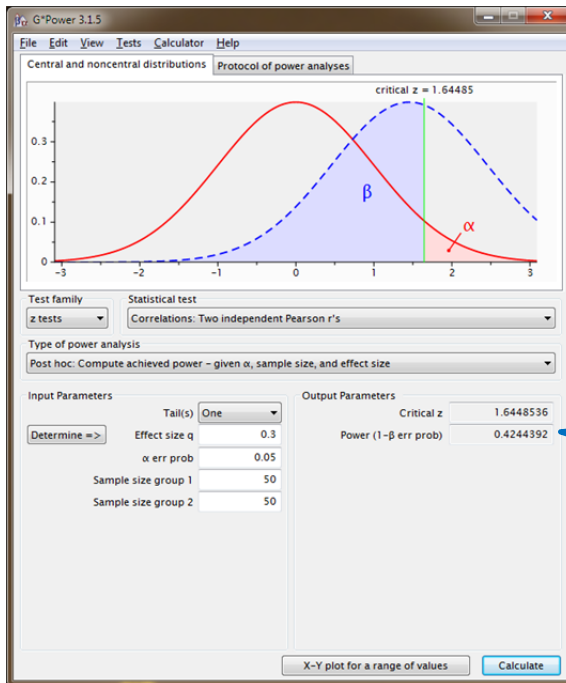 G*Power 3.1.5
File Edit View Tests Calculator Help
Central and noncentral distributions Protocol of power analyses
critical z = 1.64485
0.3
0.2
0.1
0
β
α
-3 -2 -1 0 1 2 3
Test family Statistical test
z tests Correlations: Two independent Pearson r's
Type of power analysis
Post hoc: Compute achieved power - given α, sample size, and effect size
Input Parameters Output Parameters
Tail(s) One Critical z 1.6448536
Determine => Effect size q 0.3 Power (1-β err prob) 0.4244392
α err prob 0.05
Sample size group 1 50
Sample size group 2 50
X-Y plot for a range of values Calculate